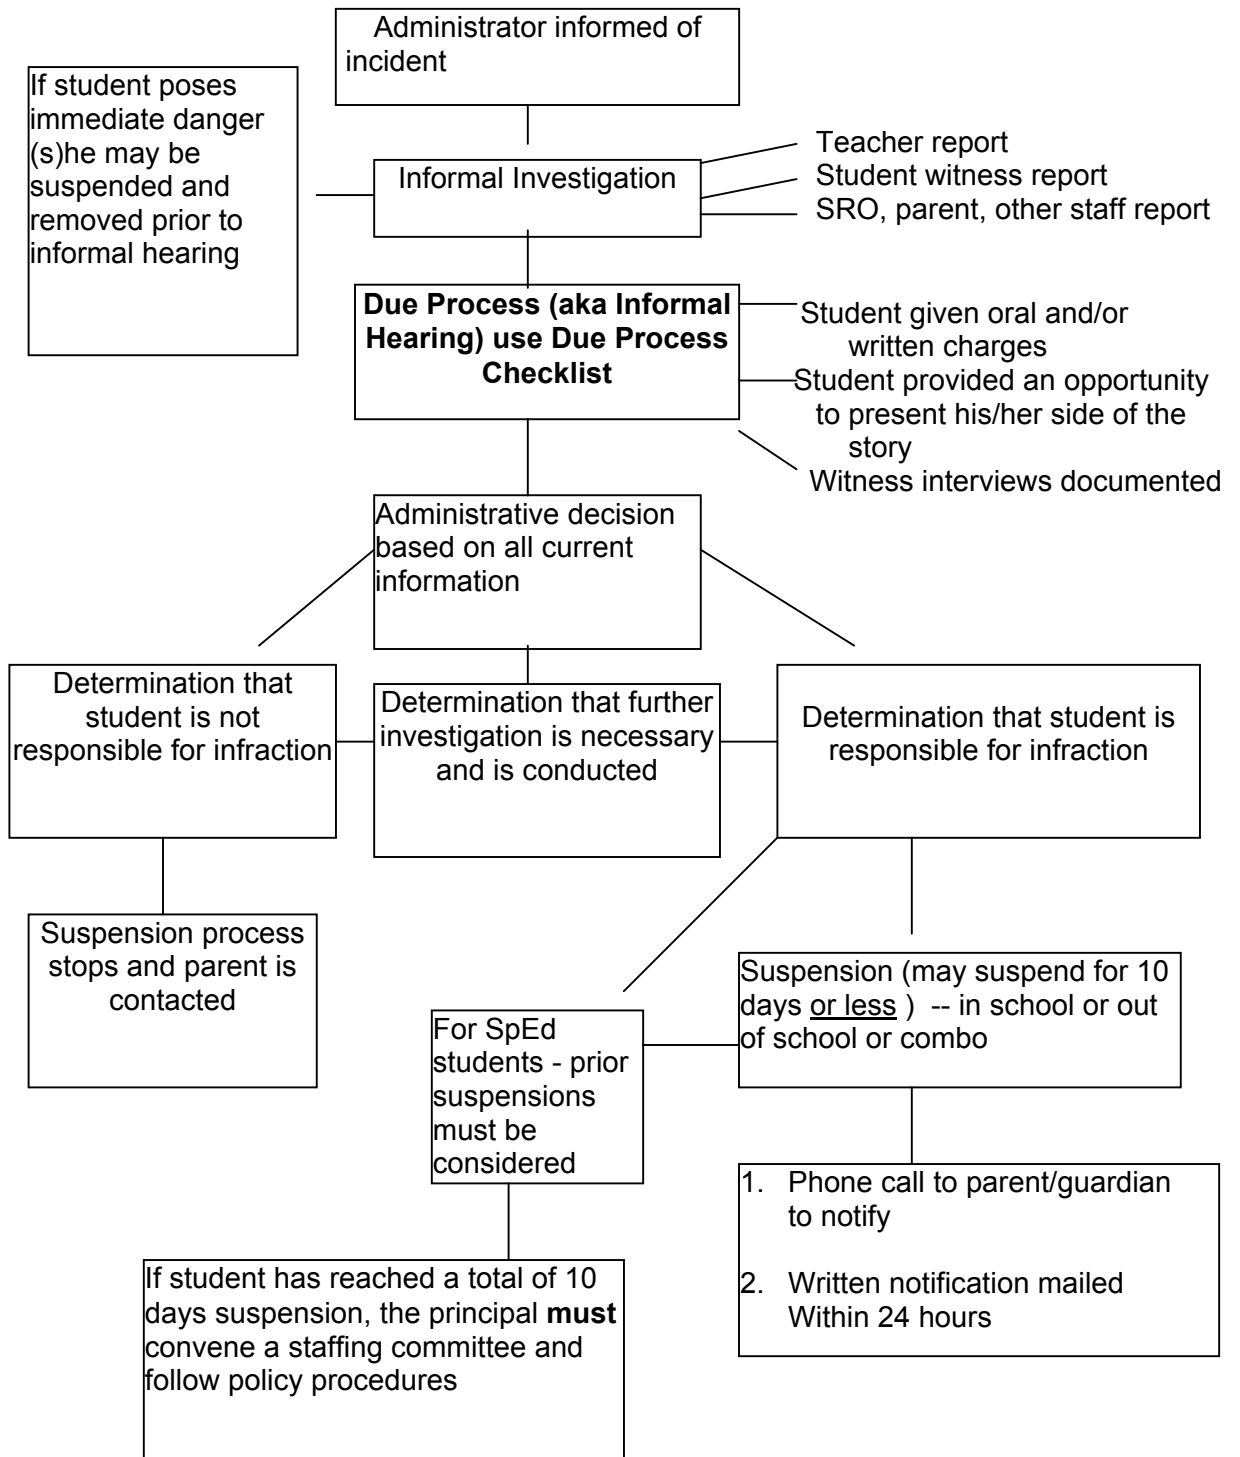 Administrator informed of
incident
If student poses
immediate danger
(s)he may be
suspended and
removed prior to
informal hearing
Informal Investigation
Teacher report
Student witness report
SRO, parent, other staff report
Due Process (aka Informal
Hearing) use Due Process
Checklist
Student given oral and/or
written charges
Student provided an opportunity
to present his/her side of the
story
Witness interviews documented
Administrative decision
based on all current
information
Determination that
student is not
responsible for infraction
Determination that further
investigation is necessary
and is conducted
Determination that student is
responsible for infraction
Suspension process
stops and parent is
contacted
For SpEd
students - prior
suspensions
must be
considered
Suspension (may suspend for 10
days or less ) -- in school or out
of school or combo
1. Phone call to parent/guardian
to notify
2. Written notification mailed
Within 24 hours
If student has reached a total of 10
days suspension, the principal must
convene a staffing committee and
follow policy procedures